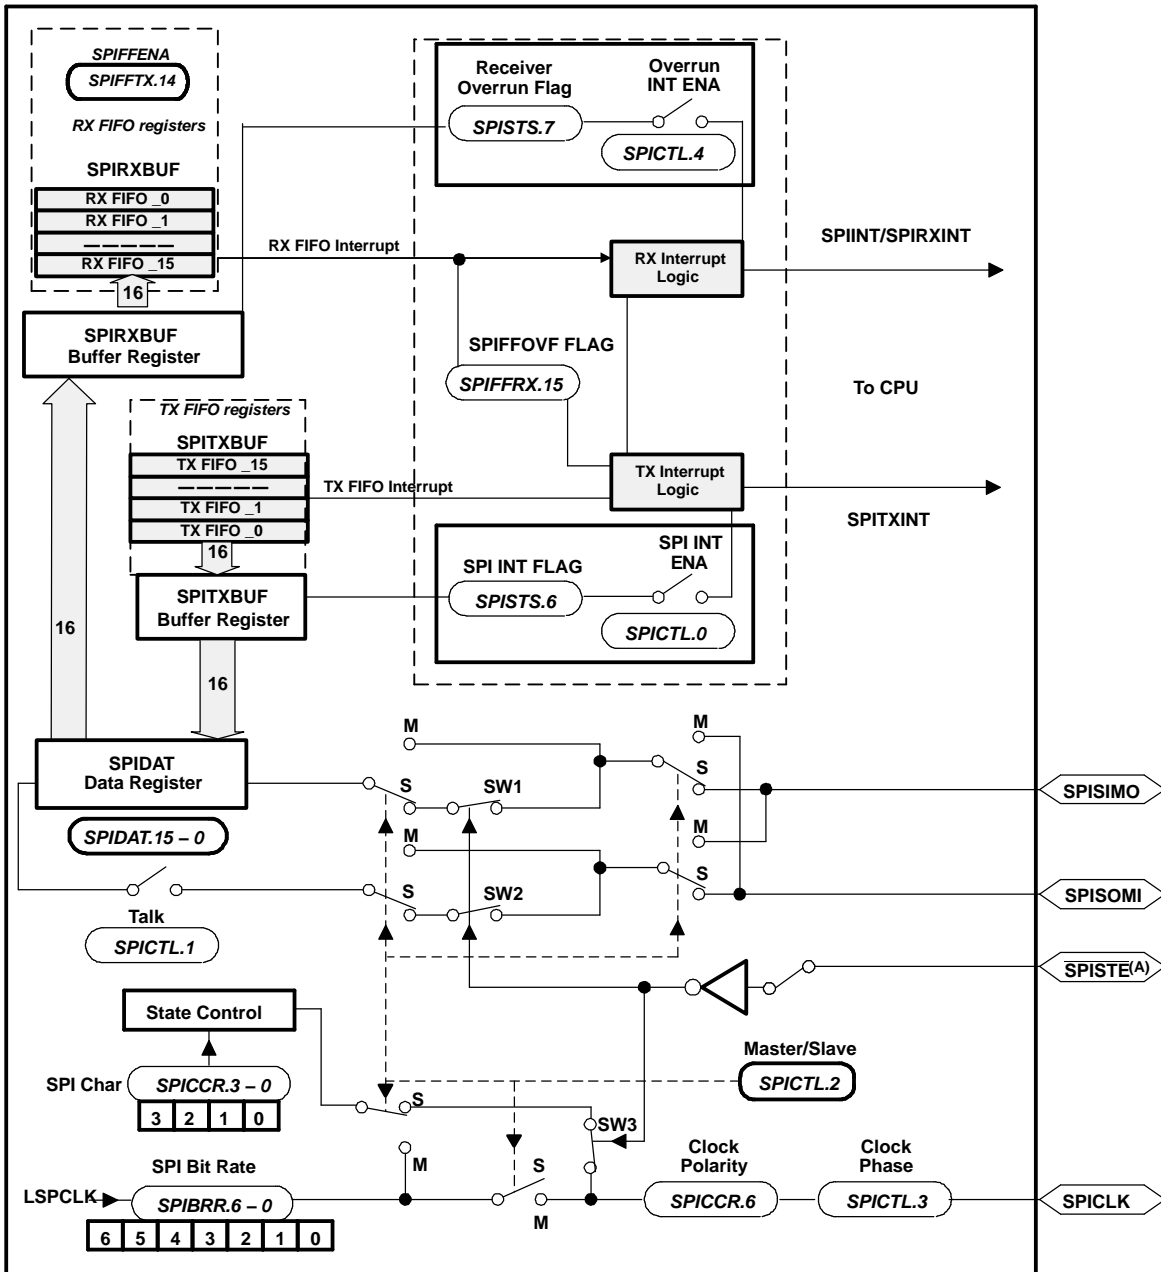 SPIFFENA
SPIFFTX.14
RX FIFO registers
SPIRXBUF
RX FIFO _0
RX FIFO _1
—————
RX FIFO _15
16
SPIRXBUF
Buffer Register
Receiver
Overrun Flag
SPISTS.7
Overrun
INT ENA
SPICTL.4
RX FIFO Interrupt
RX Interrupt
Logic
SPIINT/SPIRXINT
SPIFFOVF FLAG
SPIFFRX.15
To CPU
TX FIFO registers
SPITXBUF
TX FIFO _15
—————
TX FIFO _1
TX FIFO _0
16
TX FIFO Interrupt
TX Interrupt
Logic
SPITXINT
SPITXBUF
Buffer Register
SPI INT FLAG
SPISTS.6
SPI INT
ENA
SPICTL.0
16
16
SPIDAT
Data Register
SPIDAT.15 – 0
M
S
SW1
M
S
SPISIMO
M
S
SW2
M
S
SPISOMI
Talk
SPICTL.1
SPISTE(A)
State Control
Master/Slave
SPICTL.2
SPI Char
SPICCR.3 – 0
3 2 1 0
S
M
SW3
S
M
SPI Bit Rate
LSPCLK
SPIBRR.6 – 0
6 5 4 3 2 1 0
Clock
Polarity
SPICCR.6
Clock
Phase
SPICTL.3
SPICLK